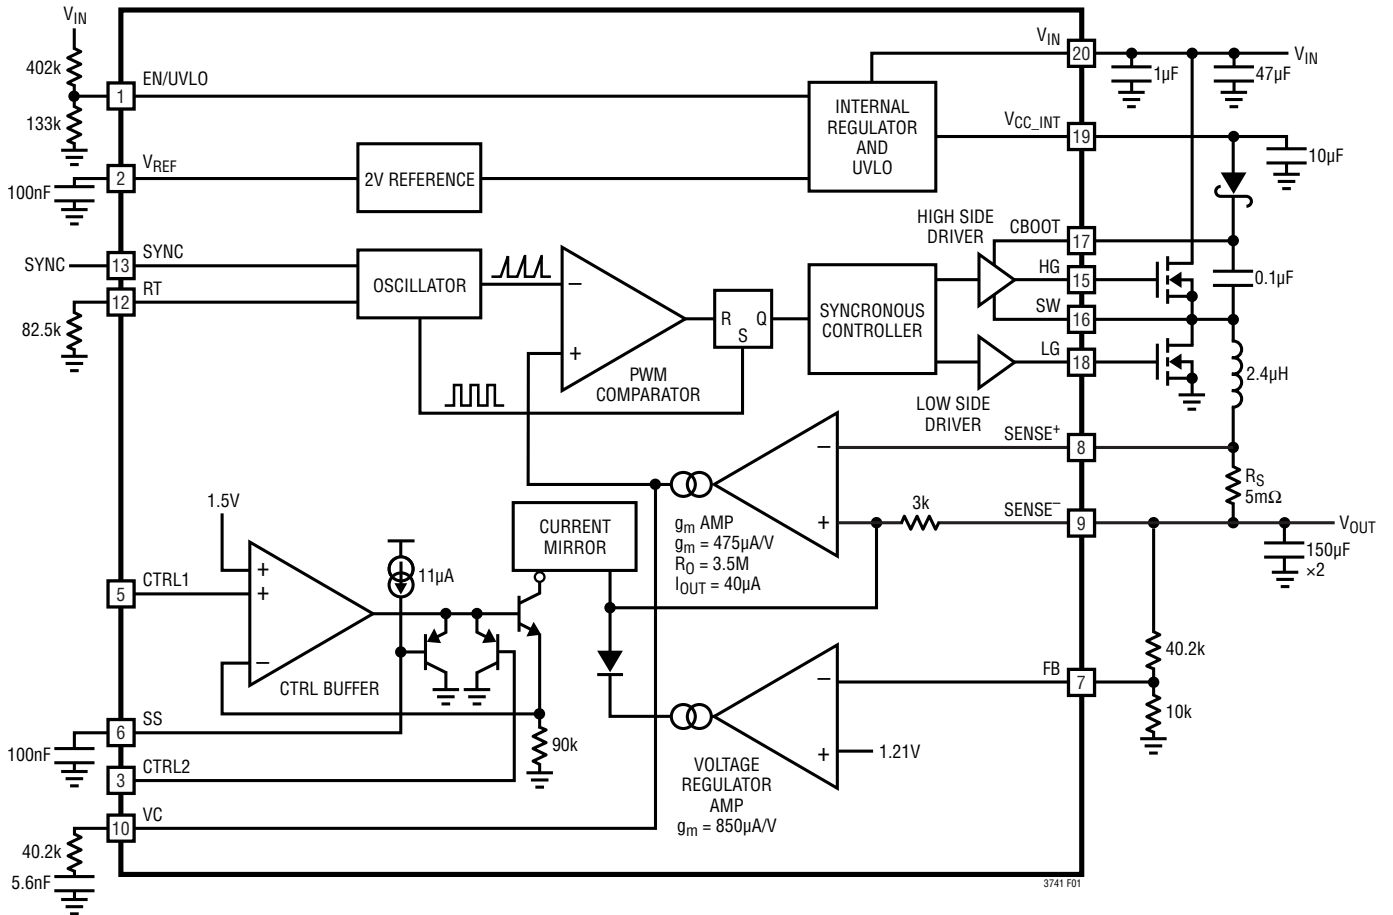 VIN
402k
133k
1
EN/UVLO
2
VREF
100nF
2V REFERENCE
INTERNAL
REGULATOR
AND
UVLO
VIN
20
VIN
1µF
47µF
VCC_INT
19
10µF
SYNC
13
SYNC
12
RT
82.5k
OSCILLATOR
−
+
PWM
COMPARATOR
R
Q
S
SYNCRONOUS
CONTROLLER
HIGH SIDE
DRIVER
LOW SIDE
DRIVER
CBOOT
17
HG
15
SW
16
LG
18
0.1µF
2.4µH
SENSE+
8
RS
5mΩ
SENSE−
9
VOUT
150µF
×2
3k
−
+
gm AMP
gm = 475µA/V
RO = 3.5M
IOUT = 40µA
CURRENT
MIRROR
1.5V
11µA
5
CTRL1
+
+
−
CTRL BUFFER
90k
6
SS
100nF
3
CTRL2
10
VC
40.2k
5.6nF
FB
7
40.2k
10k
−
+
1.21V
VOLTAGE
REGULATOR
AMP
gm = 850µA/V
3741 F01